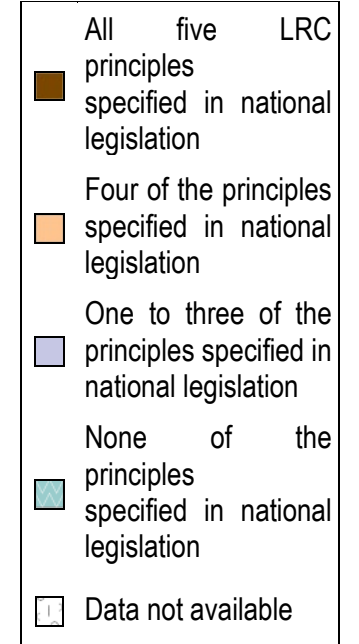 All five LRC
principles
specified in national
legislation
Four of the principles
specified in national
legislation
One to three of the
principles specified in
national legislation
None of the
principles
specified in national
legislation
Data not available